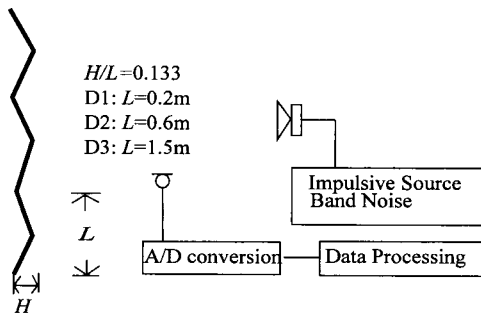 H/L=0.133
D1: L=0.2m
D2: L=0.6m
D3: L=1.5m
Impulsive Source
Band Noise
L
A/D conversion
Data Processing
H